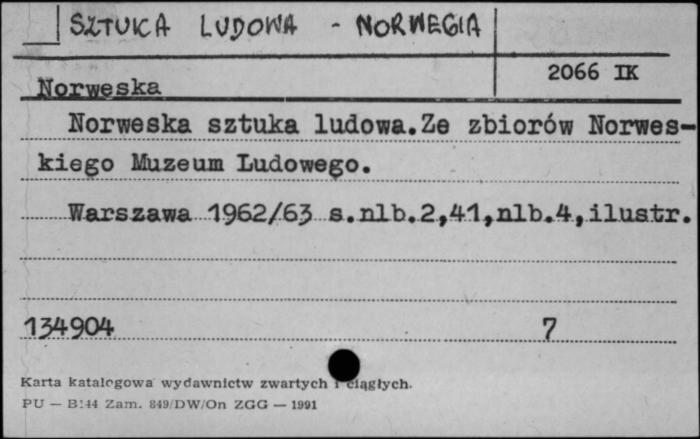 SZTUKA LUDOWA - NORWEGIA
2066 IK
Norweska
Norweska sztuka ludowa.Ze zbiorów Norwes-
kiego Muzeum Ludowego.
Warszawa 1962/63 s.nlb.2,41,nlb.4,ilustr.
134904 7
Karta katalogowa wydawnictw zwartych i ciągłych.
PU — B:44 Zam. 849/DW/On ZGG — 1991